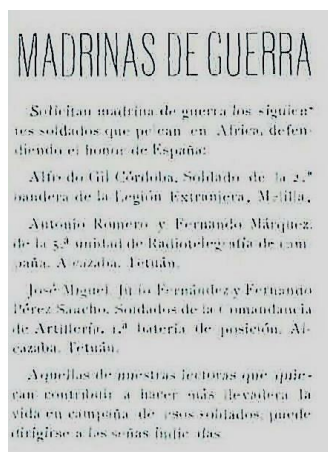 MADRINAS DE GUERRA
Solicitan madrina de guerra los siguien-
tes soldados que pelean en Africa, defen-
diendo el honor de España:
Alfredo Gil Córdoba, Soldado de la 2.ª
bandera de la Legión Extranjera, Melilla.
Antonio Romero y Fernando Márquez,
de la 5.ª unidad de Radiotelegrafía de cam-
paña. Alcazaba. Tetuán.
José Miguel, Julio Fernández y Fernando
Pérez Sancho, Soldados de la Comandancia
de Artillería, 1.ª batería de posición. Al-
cazaba. Tetuán.
Aquellas de nuestras lectoras que quie-
ran contribuir a hacer más llevadera la
vida en campaña de esos soldados, puede
dirigirse a las señas indicadas